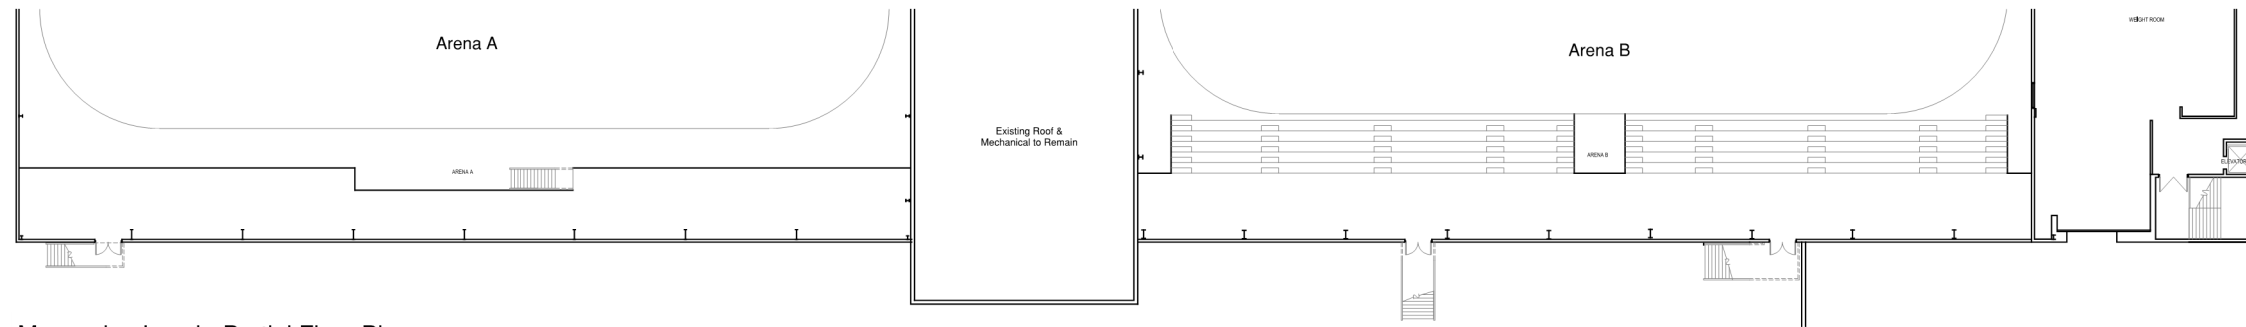 Arena A
Arena B
WEIGHT ROOM
Existing Roof &
Mechanical to Remain
ARENA B
ELEVATOR
ARENA A